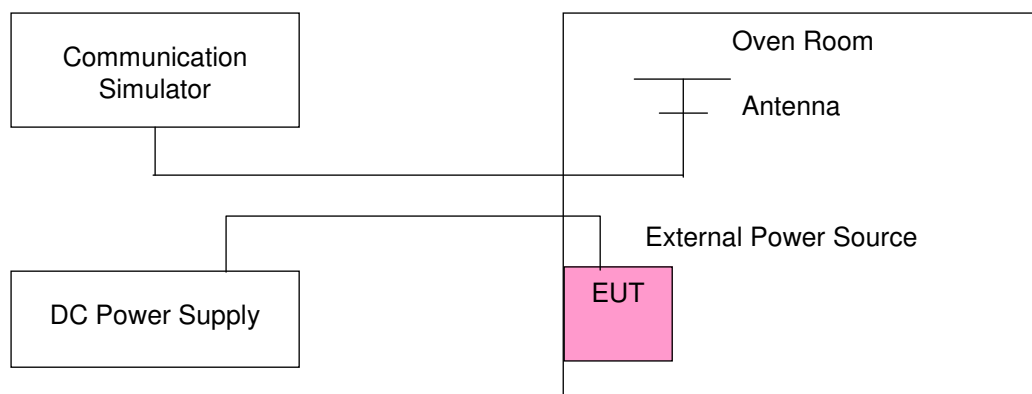 Communication
Simulator
Oven Room
Antenna
External Power Source
EUT
DC Power Supply